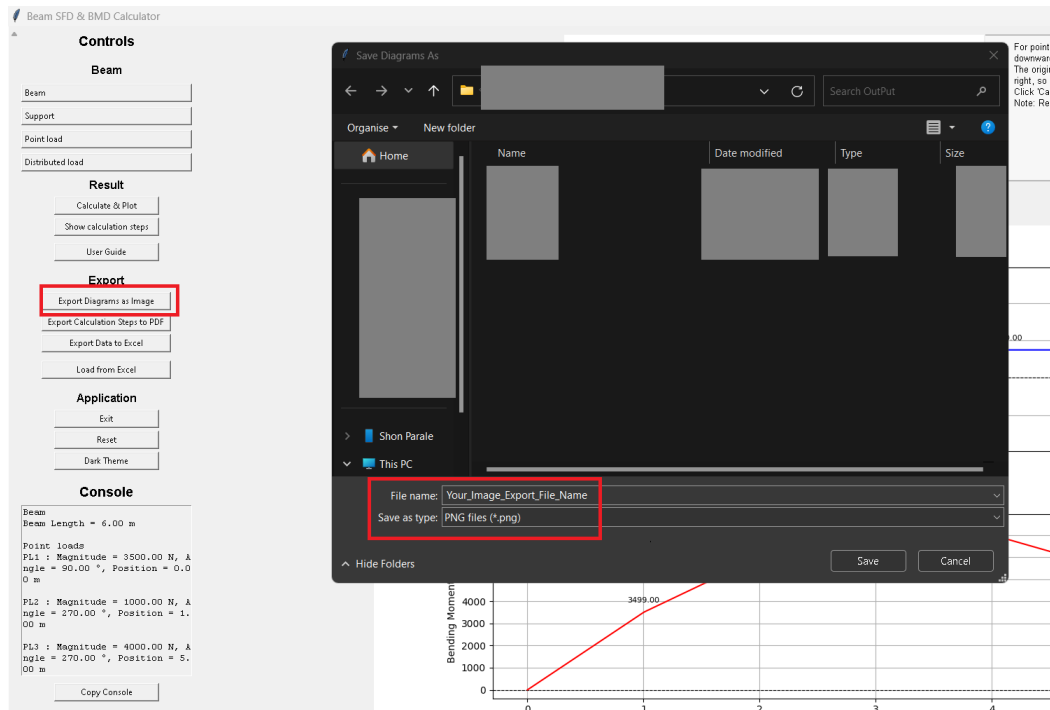 Beam SFD & BMD Calculator
Controls
Beam
Beam
Support
Point load
Distributed load
Result
Calculate & Plot
Show calculation steps
User Guide
Export
Export Diagrams as Image
Export Calculation Steps to PDF
Export Data to Excel
Load from Excel
Application
Exit
Reset
Dark Theme
Console
Beam
Beam Length = 6.00 m
Point loads
PL1 : Magnitude = 3500.00 N, A
ngle = 90.00 °, Position = 0.0
0 m
PL2 : Magnitude = 1000.00 N, A
ngle = 270.00 °, Position = 1.
00 m
PL3 : Magnitude = 4000.00 N, A
ngle = 270.00 °, Position = 5.
00 m
Copy Console
Save Diagrams As
Search OutPut
Organise
New folder
Home
Name
Date modified
Type
Size
Shon Parale
This PC
File name: Your_Image_Export_File_Name
Save as type: PNG files (*.png)
Hide Folders
Save
Cancel
For point
downwar
The origi
right, so
Click 'Ca
Note: Re
.00
Bending Moment
4000
3000
2000
1000
0
3499.00
0
1
2
3
4